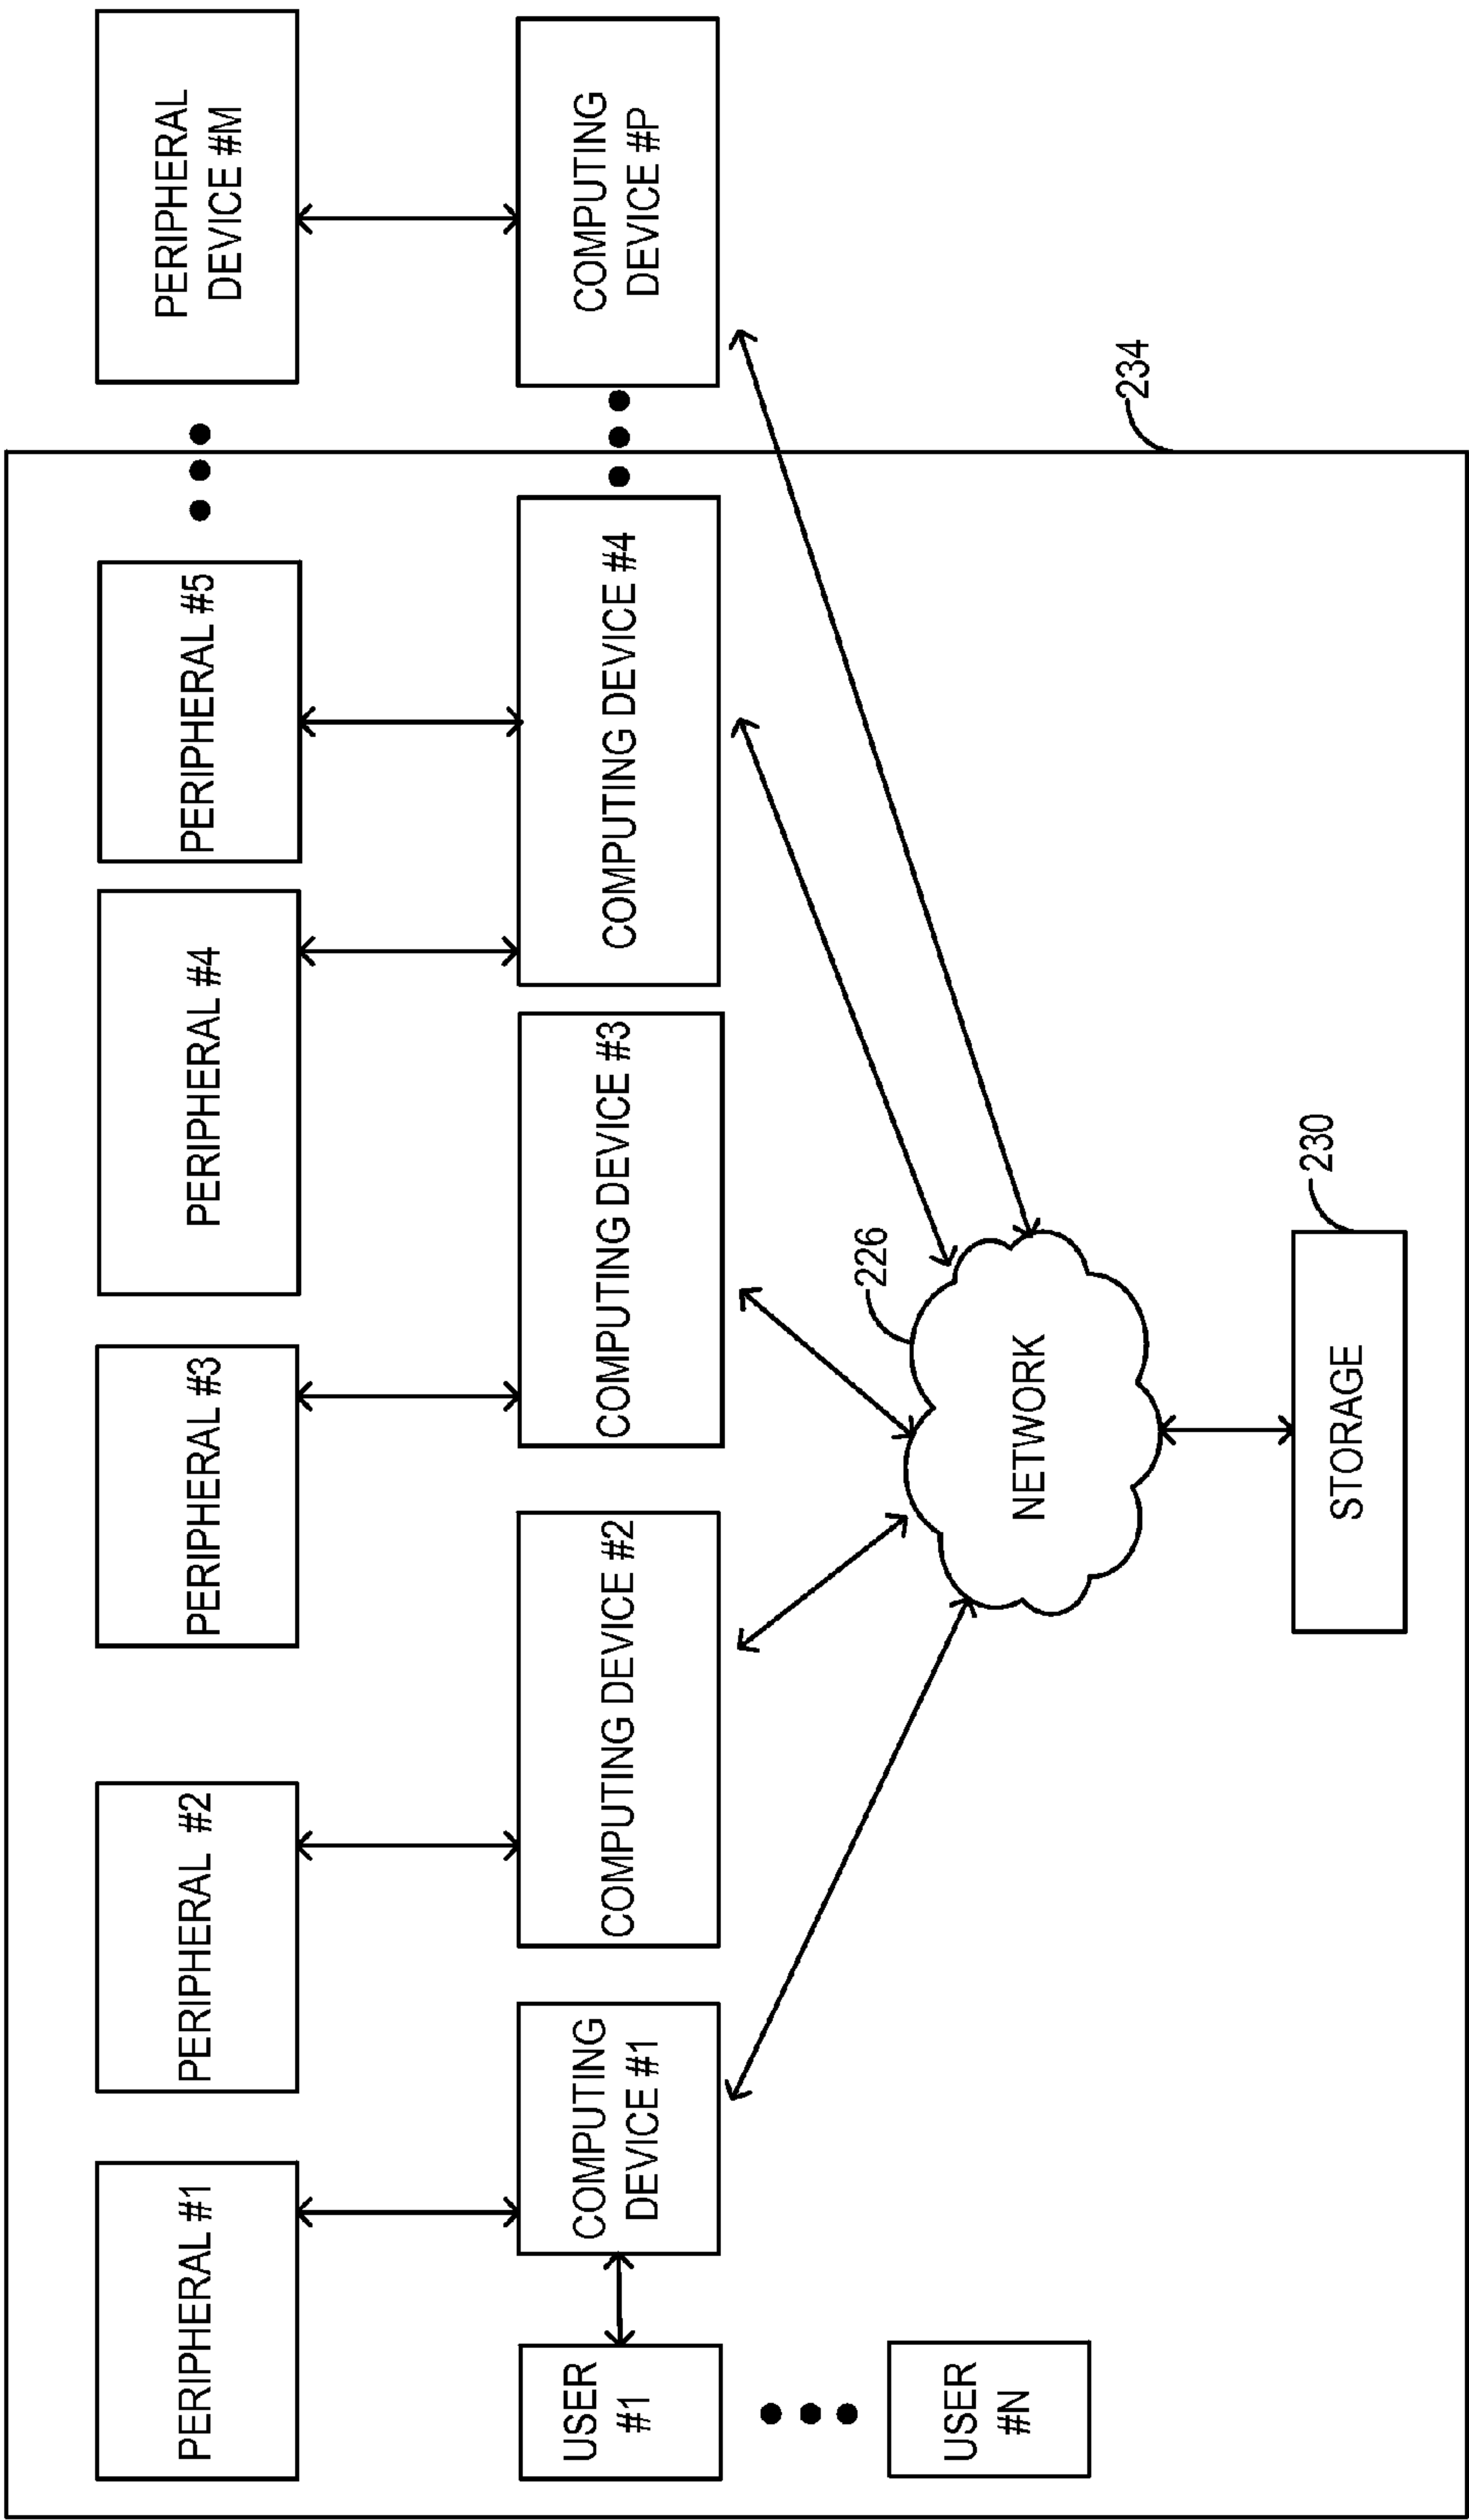 PERIPHERAL #1
PERIPHERAL #2
PERIPHERAL #3
PERIPHERAL #4
PERIPHERAL #5
PERIPHERAL
DEVICE #M
USER
#1
COMPUTING
DEVICE #1
COMPUTING DEVICE #2
COMPUTING DEVICE #3
COMPUTING DEVICE #4
COMPUTING
DEVICE #P
USER
#N
226
NETWORK
234
230
STORAGE